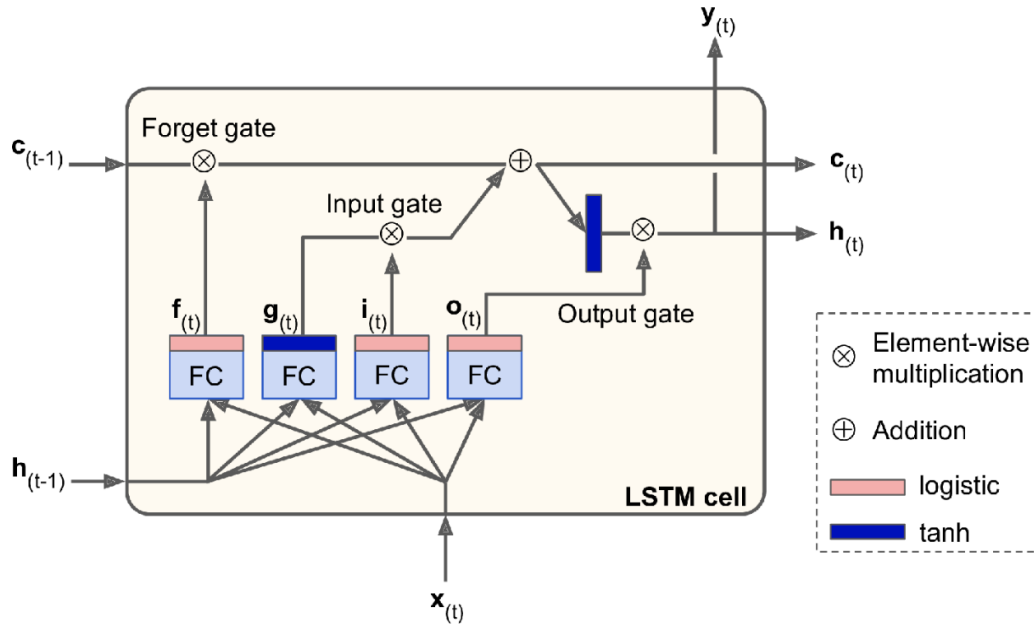 y(t)
Forget gate
c(t-1)
c(t)
Input gate
h(t)
f(t)
g(t)
i(t)
o(t)
Output gate
FC
FC
FC
FC
Element-wise
multiplication
Addition
h(t-1)
LSTM cell
logistic
tanh
x(t)